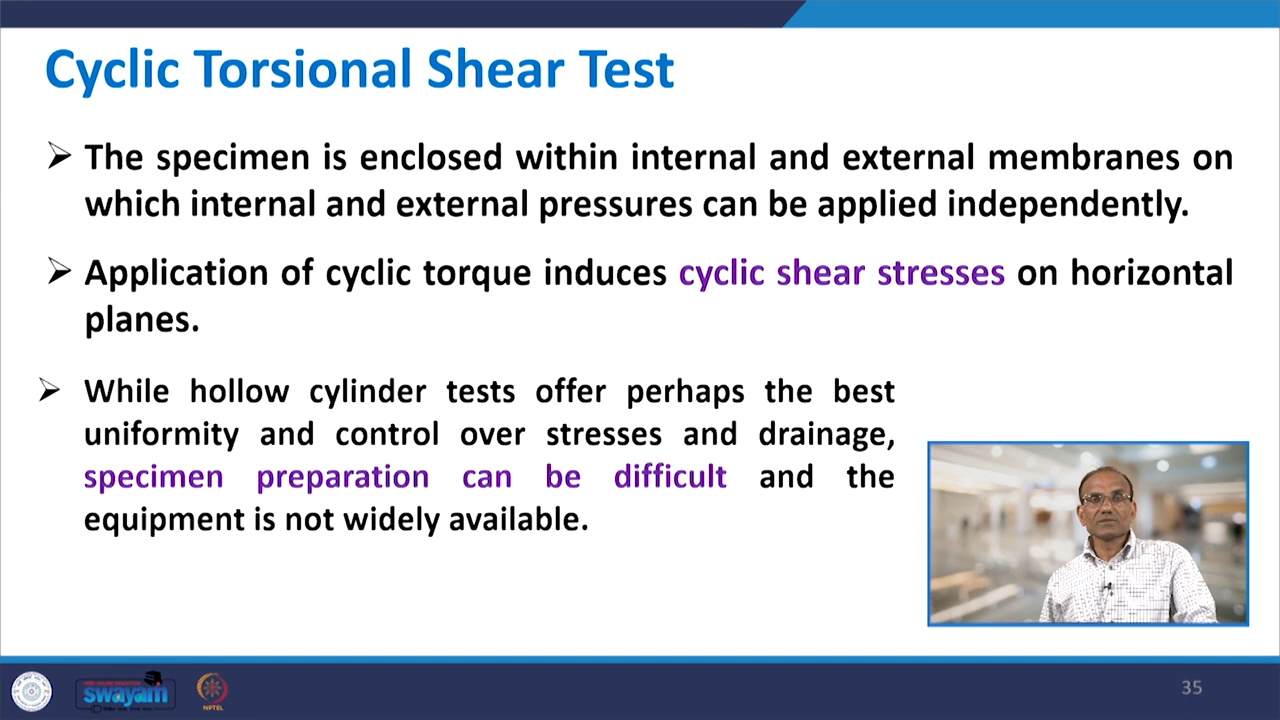 Cyclic Torsional Shear Test
➢ The specimen is enclosed within internal and external membranes on
which internal and external pressures can be applied independently.
➢ Application of cyclic torque induces cyclic shear stresses on horizontal
planes.
➢ While hollow cylinder tests offer perhaps the best
uniformity and control over stresses and drainage,
specimen preparation can be difficult and the
equipment is not widely available.
swayam
NPTEL
35